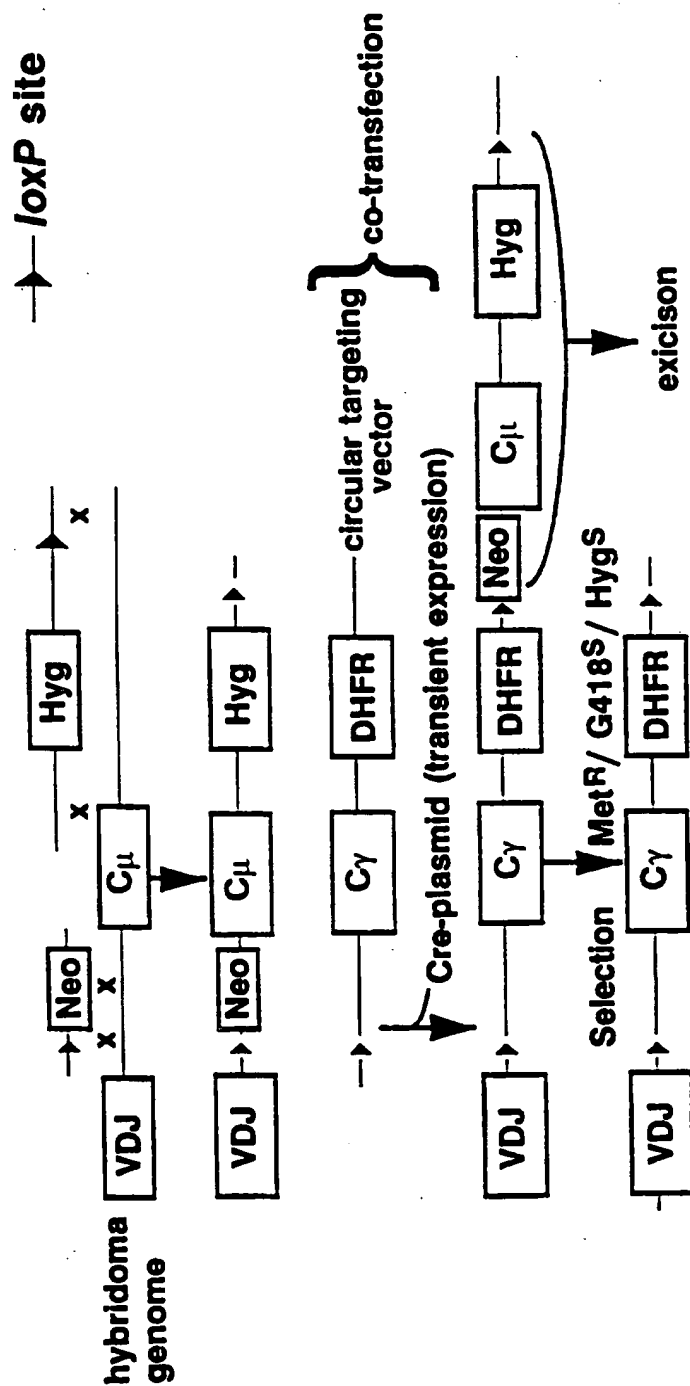 loxP site
hybridoma
genome
Neo
Hyg
x x x x
VDJ
Cμ
VDJ
Neo
Cμ
Hyg
Cγ
DHFR
circular targeting
vector
co-transfection
Cre-plasmid (transient expression)
VDJ
Cγ
DHFR
Neo
Cμ
Hyg
Selection MetR/ G418S/ HygS
exicison
VDJ
Cγ
DHFR